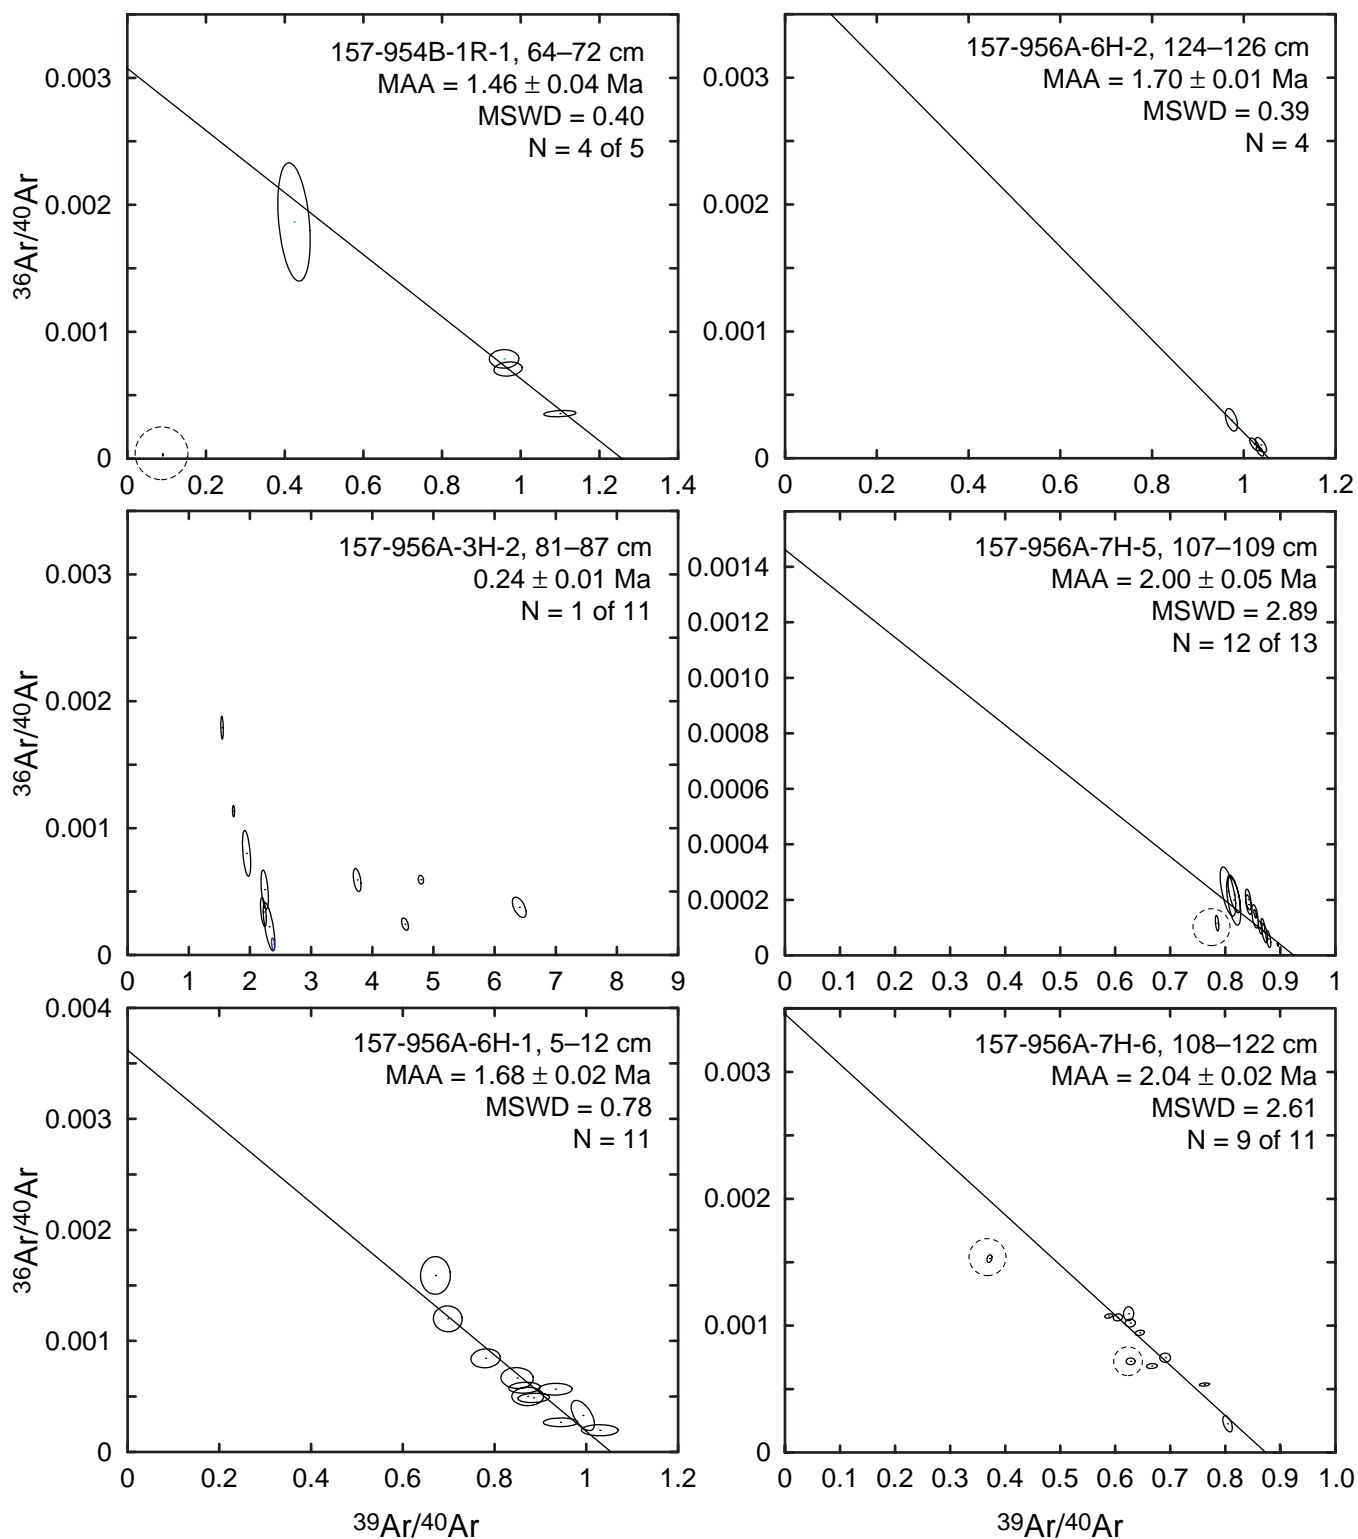 157-954B-1R-1, 64–72 cm
MAA = 1.46 ± 0.04 Ma
MSWD = 0.40
N = 4 of 5
0.003
0.002
0.001
0
36Ar/40Ar
0 0.2 0.4 0.6 0.8 1 1.2 1.4
157-956A-6H-2, 124–126 cm
MAA = 1.70 ± 0.01 Ma
MSWD = 0.39
N = 4
0.003
0.002
0.001
0
0 0.2 0.4 0.6 0.8 1 1.2
157-956A-3H-2, 81–87 cm
0.24 ± 0.01 Ma
N = 1 of 11
0.003
0.002
0.001
0
36Ar/40Ar
0 1 2 3 4 5 6 7 8 9
157-956A-7H-5, 107–109 cm
MAA = 2.00 ± 0.05 Ma
MSWD = 2.89
N = 12 of 13
0.0014
0.0012
0.0010
0.0008
0.0006
0.0004
0.0002
0
0 0.1 0.2 0.3 0.4 0.5 0.6 0.7 0.8 0.9 1
157-956A-6H-1, 5–12 cm
MAA = 1.68 ± 0.02 Ma
MSWD = 0.78
N = 11
0.004
0.003
0.002
0.001
0
36Ar/40Ar
0 0.2 0.4 0.6 0.8 1 1.2
39Ar/40Ar
157-956A-7H-6, 108–122 cm
MAA = 2.04 ± 0.02 Ma
MSWD = 2.61
N = 9 of 11
0.003
0.002
0.001
0
0 0.1 0.2 0.3 0.4 0.5 0.6 0.7 0.8 0.9 1.0
39Ar/40Ar